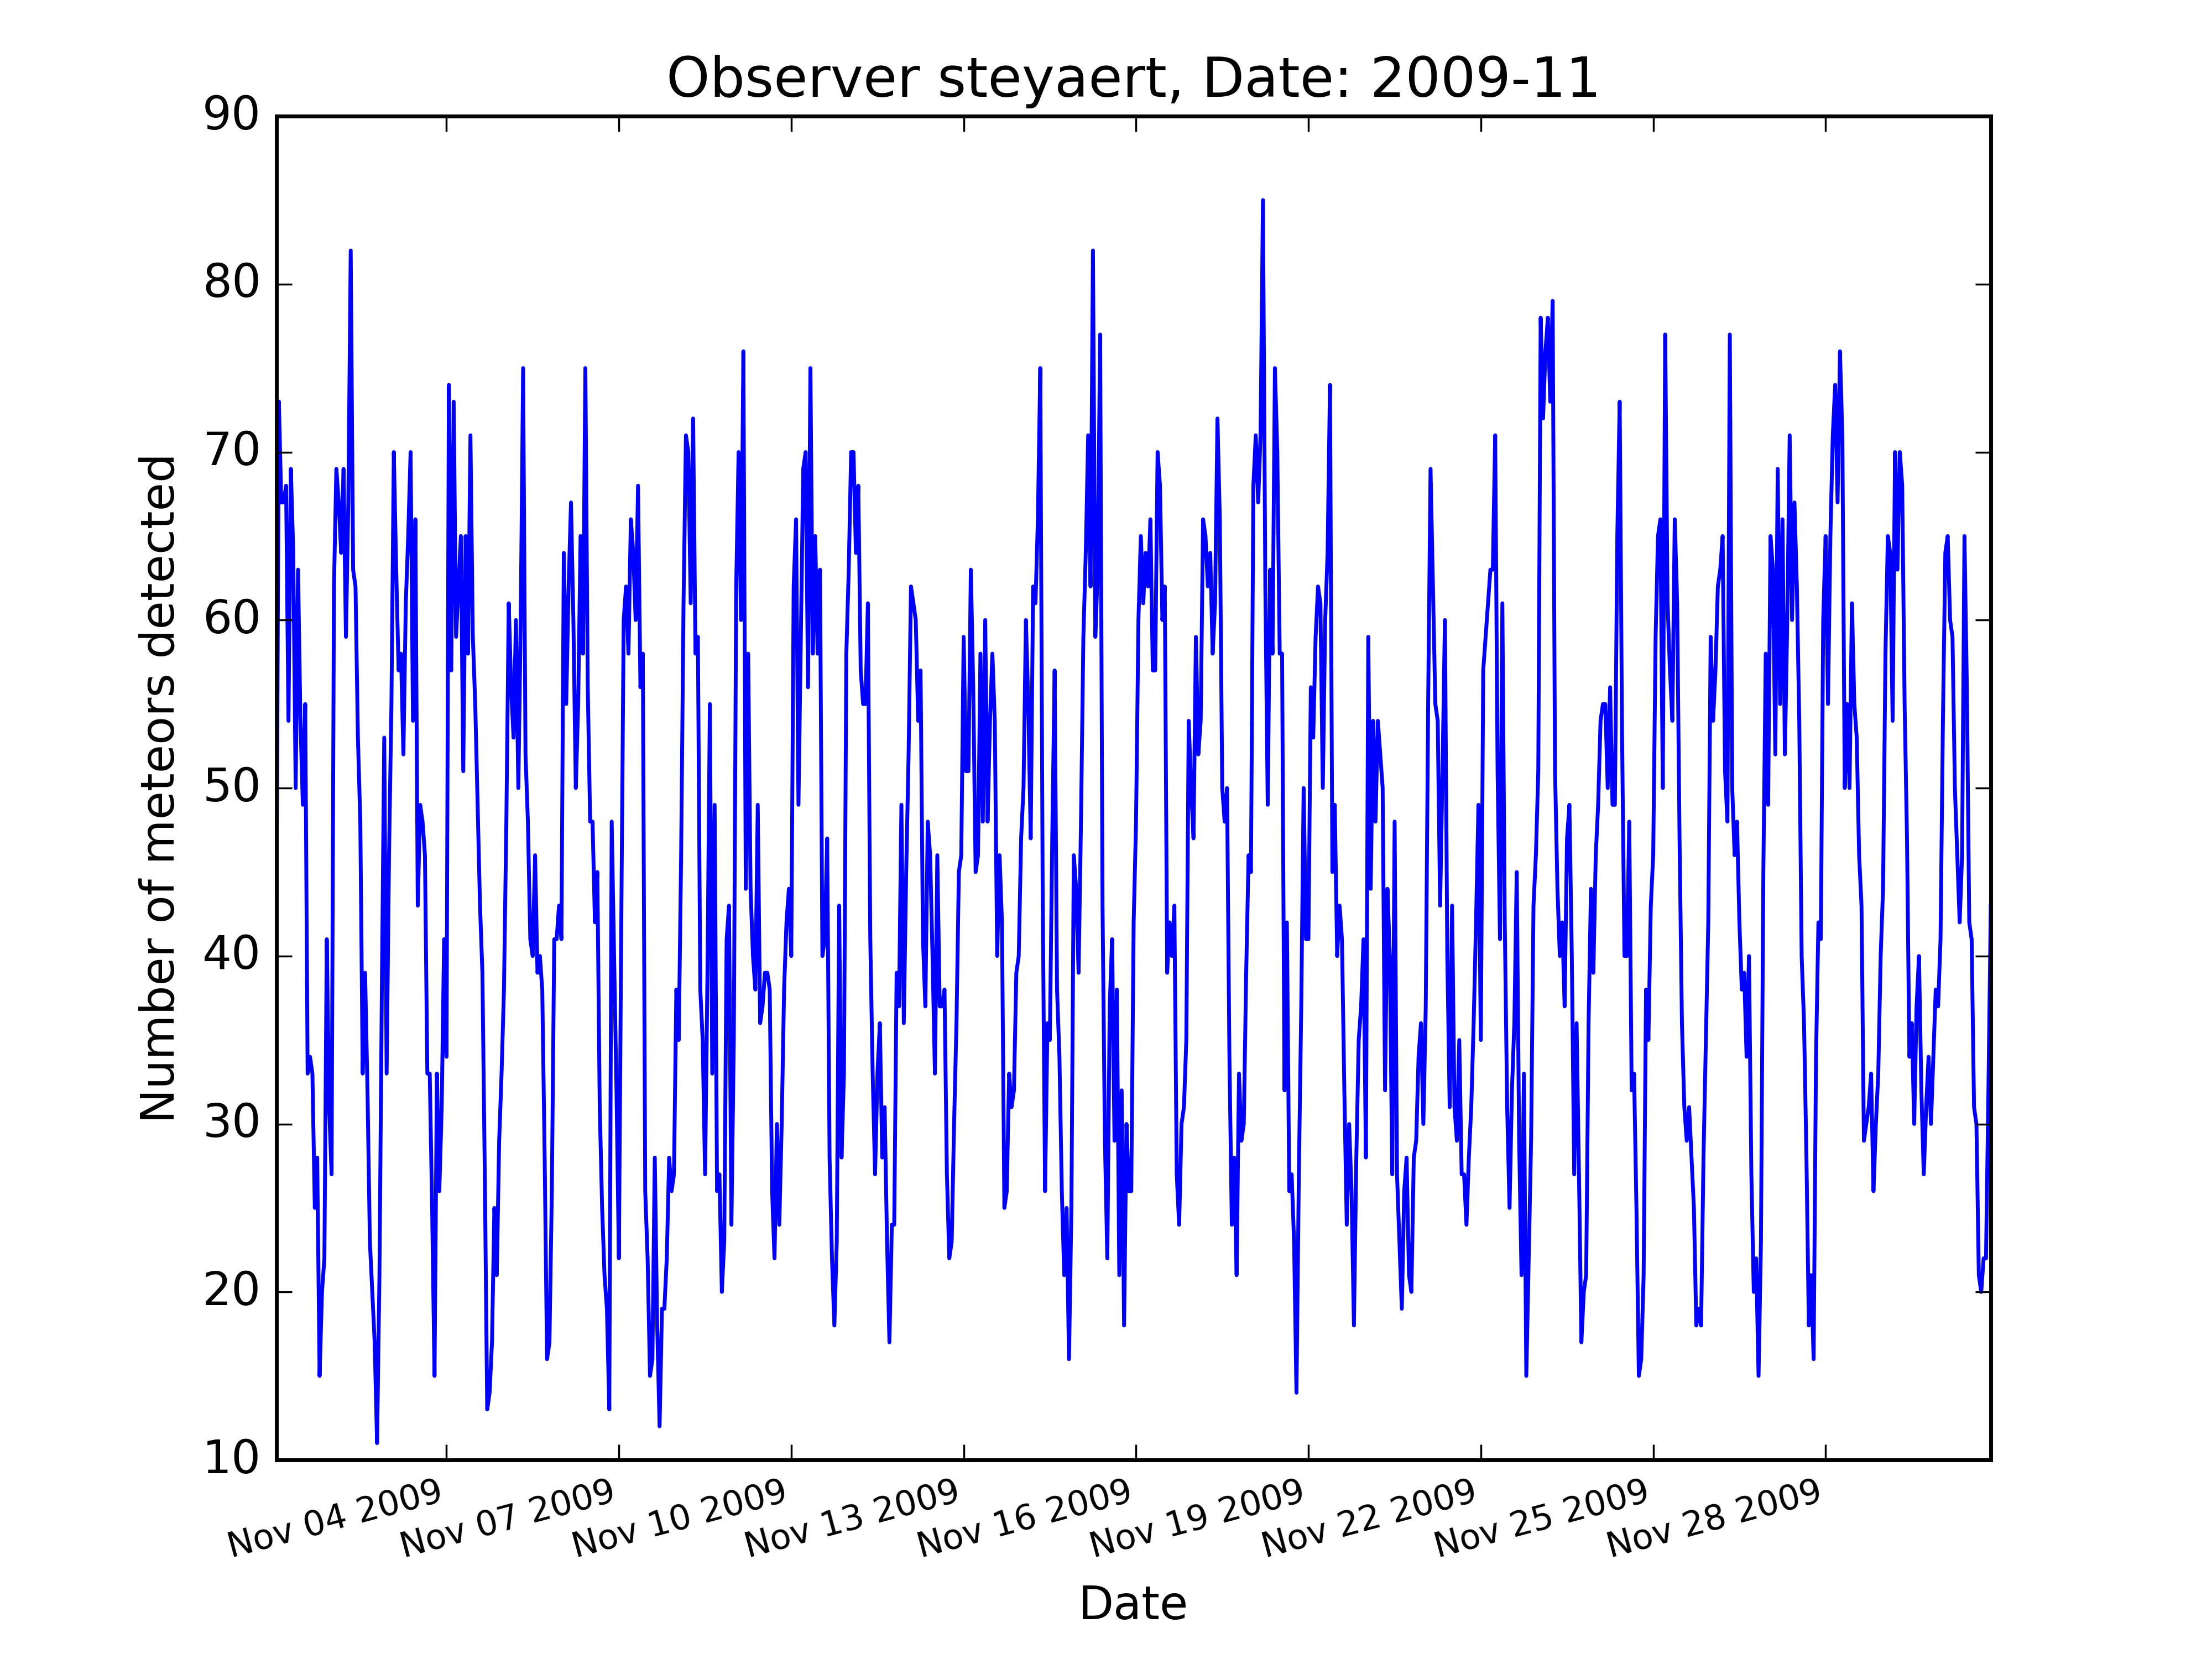 Observer steyaert, Date: 2009-11
90
80
70
60
50
40
30
20
10
Number of meteors detected
Nov 04 2009
Nov 07 2009
Nov 10 2009
Nov 13 2009
Nov 16 2009
Nov 19 2009
Nov 22 2009
Nov 25 2009
Nov 28 2009
Date